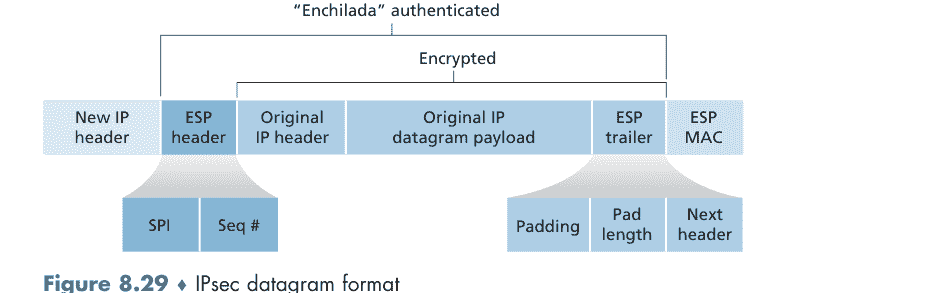 “Enchilada” authenticated
Encrypted
New IP
header
ESP
header
Original
IP header
Original IP
datagram payload
ESP
trailer
ESP
MAC
SPI
Seq #
Padding
Pad
length
Next
header
Figure 8.29 ♦ IPsec datagram format